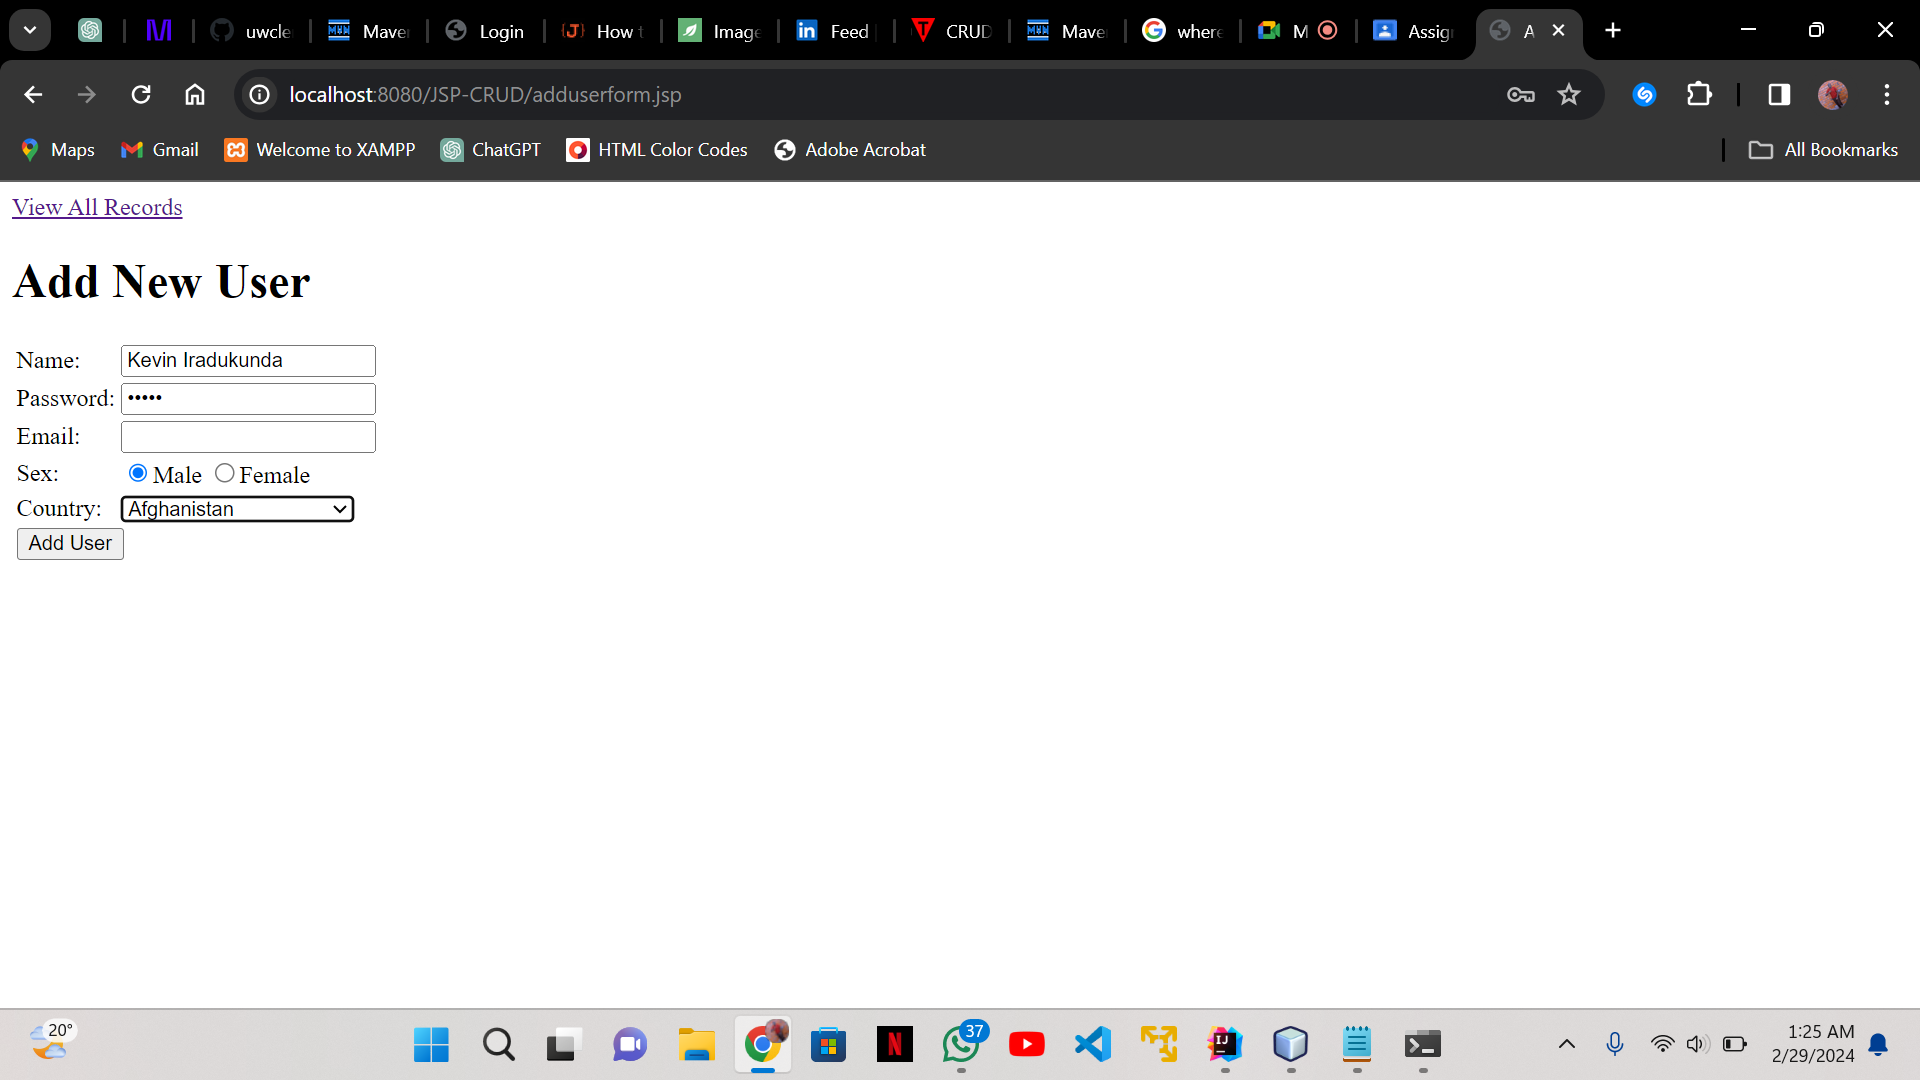 uwcle
Maven
Login
How t
Image
Feed
CRUD
Maven
where
M
Assig
A
localhost:8080/JSP-CRUD/adduserform.jsp
Maps
Gmail
Welcome to XAMPP
ChatGPT
HTML Color Codes
Adobe Acrobat
All Bookmarks
View All Records
Add New User
Name: Kevin Iradukunda
Password: •••••
Email:
Sex: Male Female
Country: Afghanistan
Add User
20°
37
1:25 AM
2/29/2024